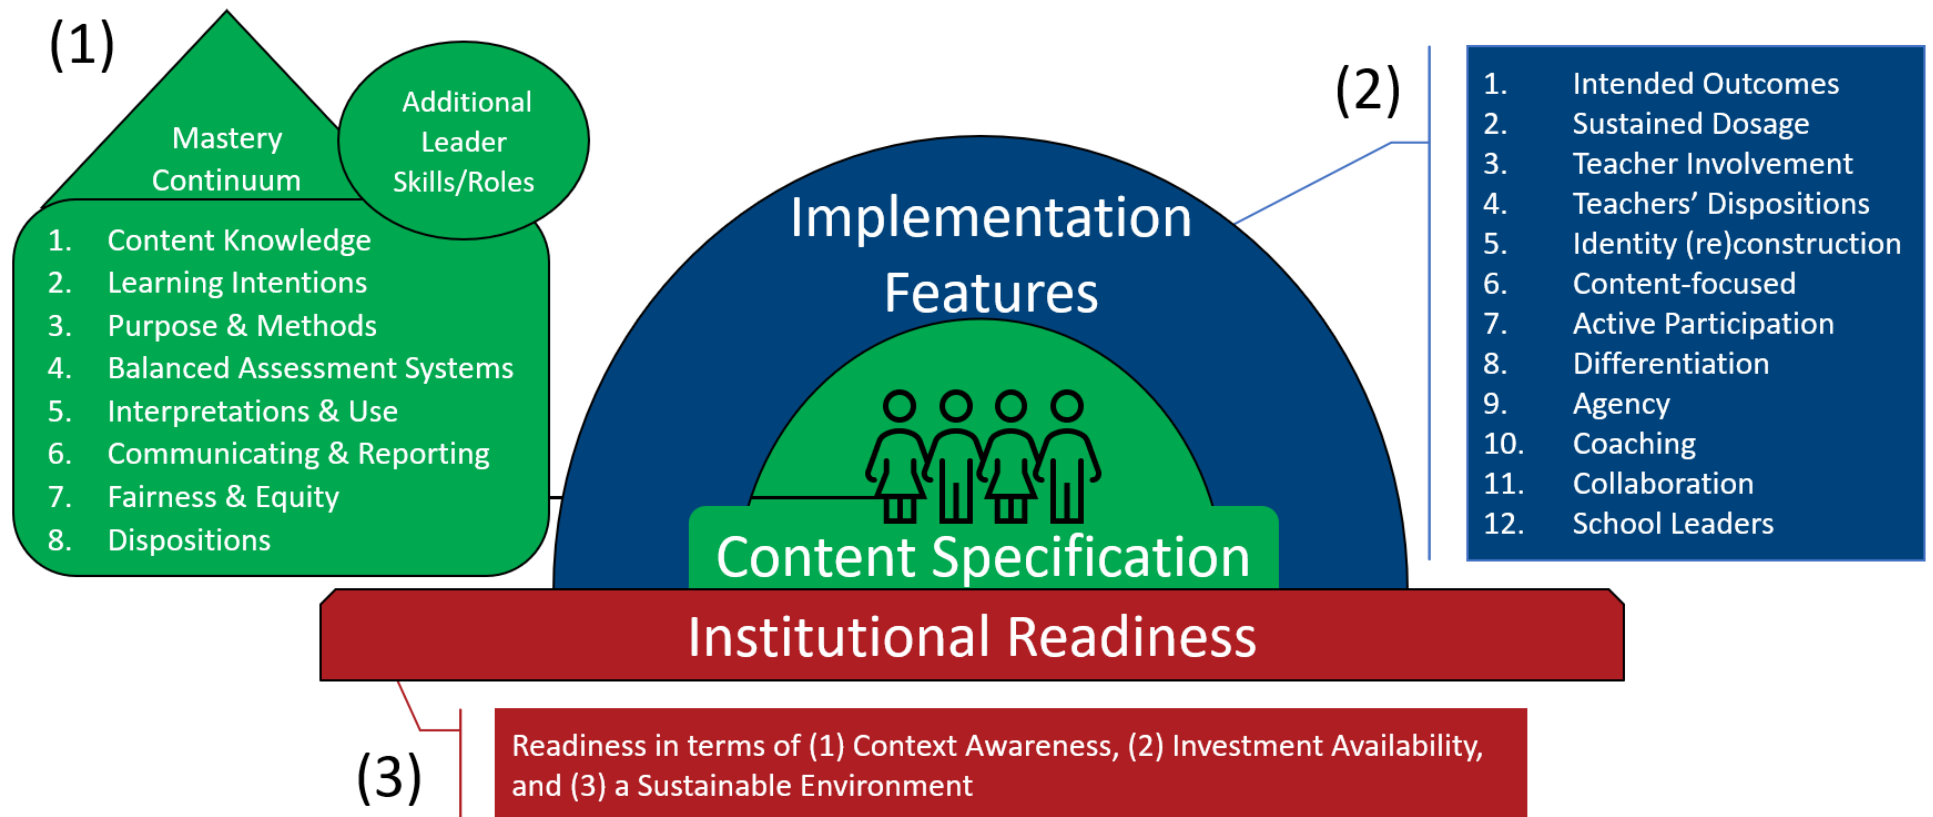 (1)
Mastery
Continuum
Additional
Leader
Skills/Roles
1. Content Knowledge
2. Learning Intentions
3. Purpose & Methods
4. Balanced Assessment Systems
5. Interpretations & Use
6. Communicating & Reporting
7. Fairness & Equity
8. Dispositions
Implementation
Features
Content Specification
Institutional Readiness
(2)
1. Intended Outcomes
2. Sustained Dosage
3. Teacher Involvement
4. Teachers’ Dispositions
5. Identity (re)construction
6. Content-focused
7. Active Participation
8. Differentiation
9. Agency
10. Coaching
11. Collaboration
12. School Leaders
(3)
Readiness in terms of (1) Context Awareness, (2) Investment Availability,
and (3) a Sustainable Environment